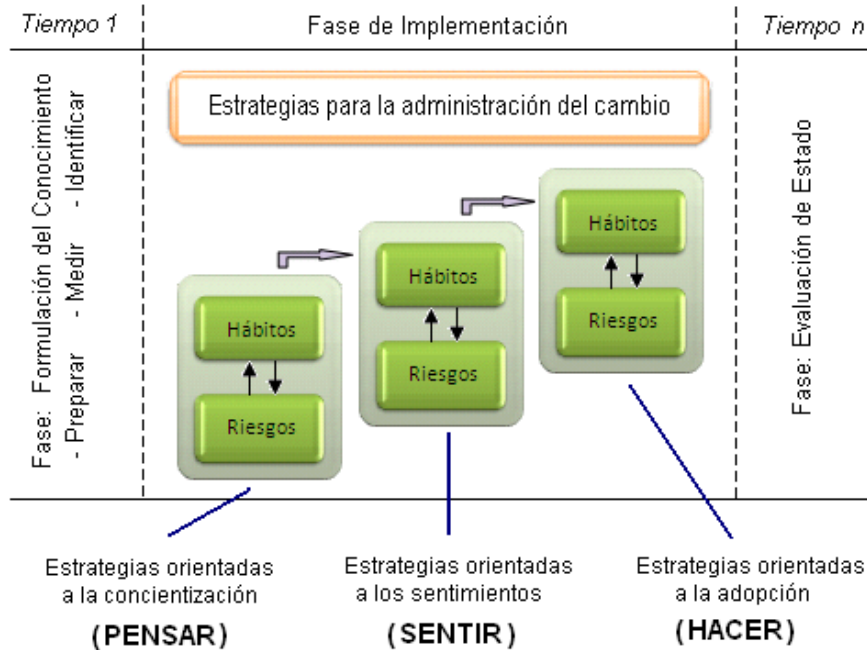 Tiempo 1
Fase de Implementación
Tiempo n
Fase: Formulación del Conocimiento
- Preparar - Medir - Identificar
Estrategias para la administración del cambio
Hábitos
Riesgos
Hábitos
Riesgos
Hábitos
Riesgos
Fase: Evaluación de Estado
Estrategias orientadas
a la concientización
(PENSAR)
Estrategias orientadas
a los sentimientos
(SENTIR)
Estrategias orientadas
a la adopción
(HACER)